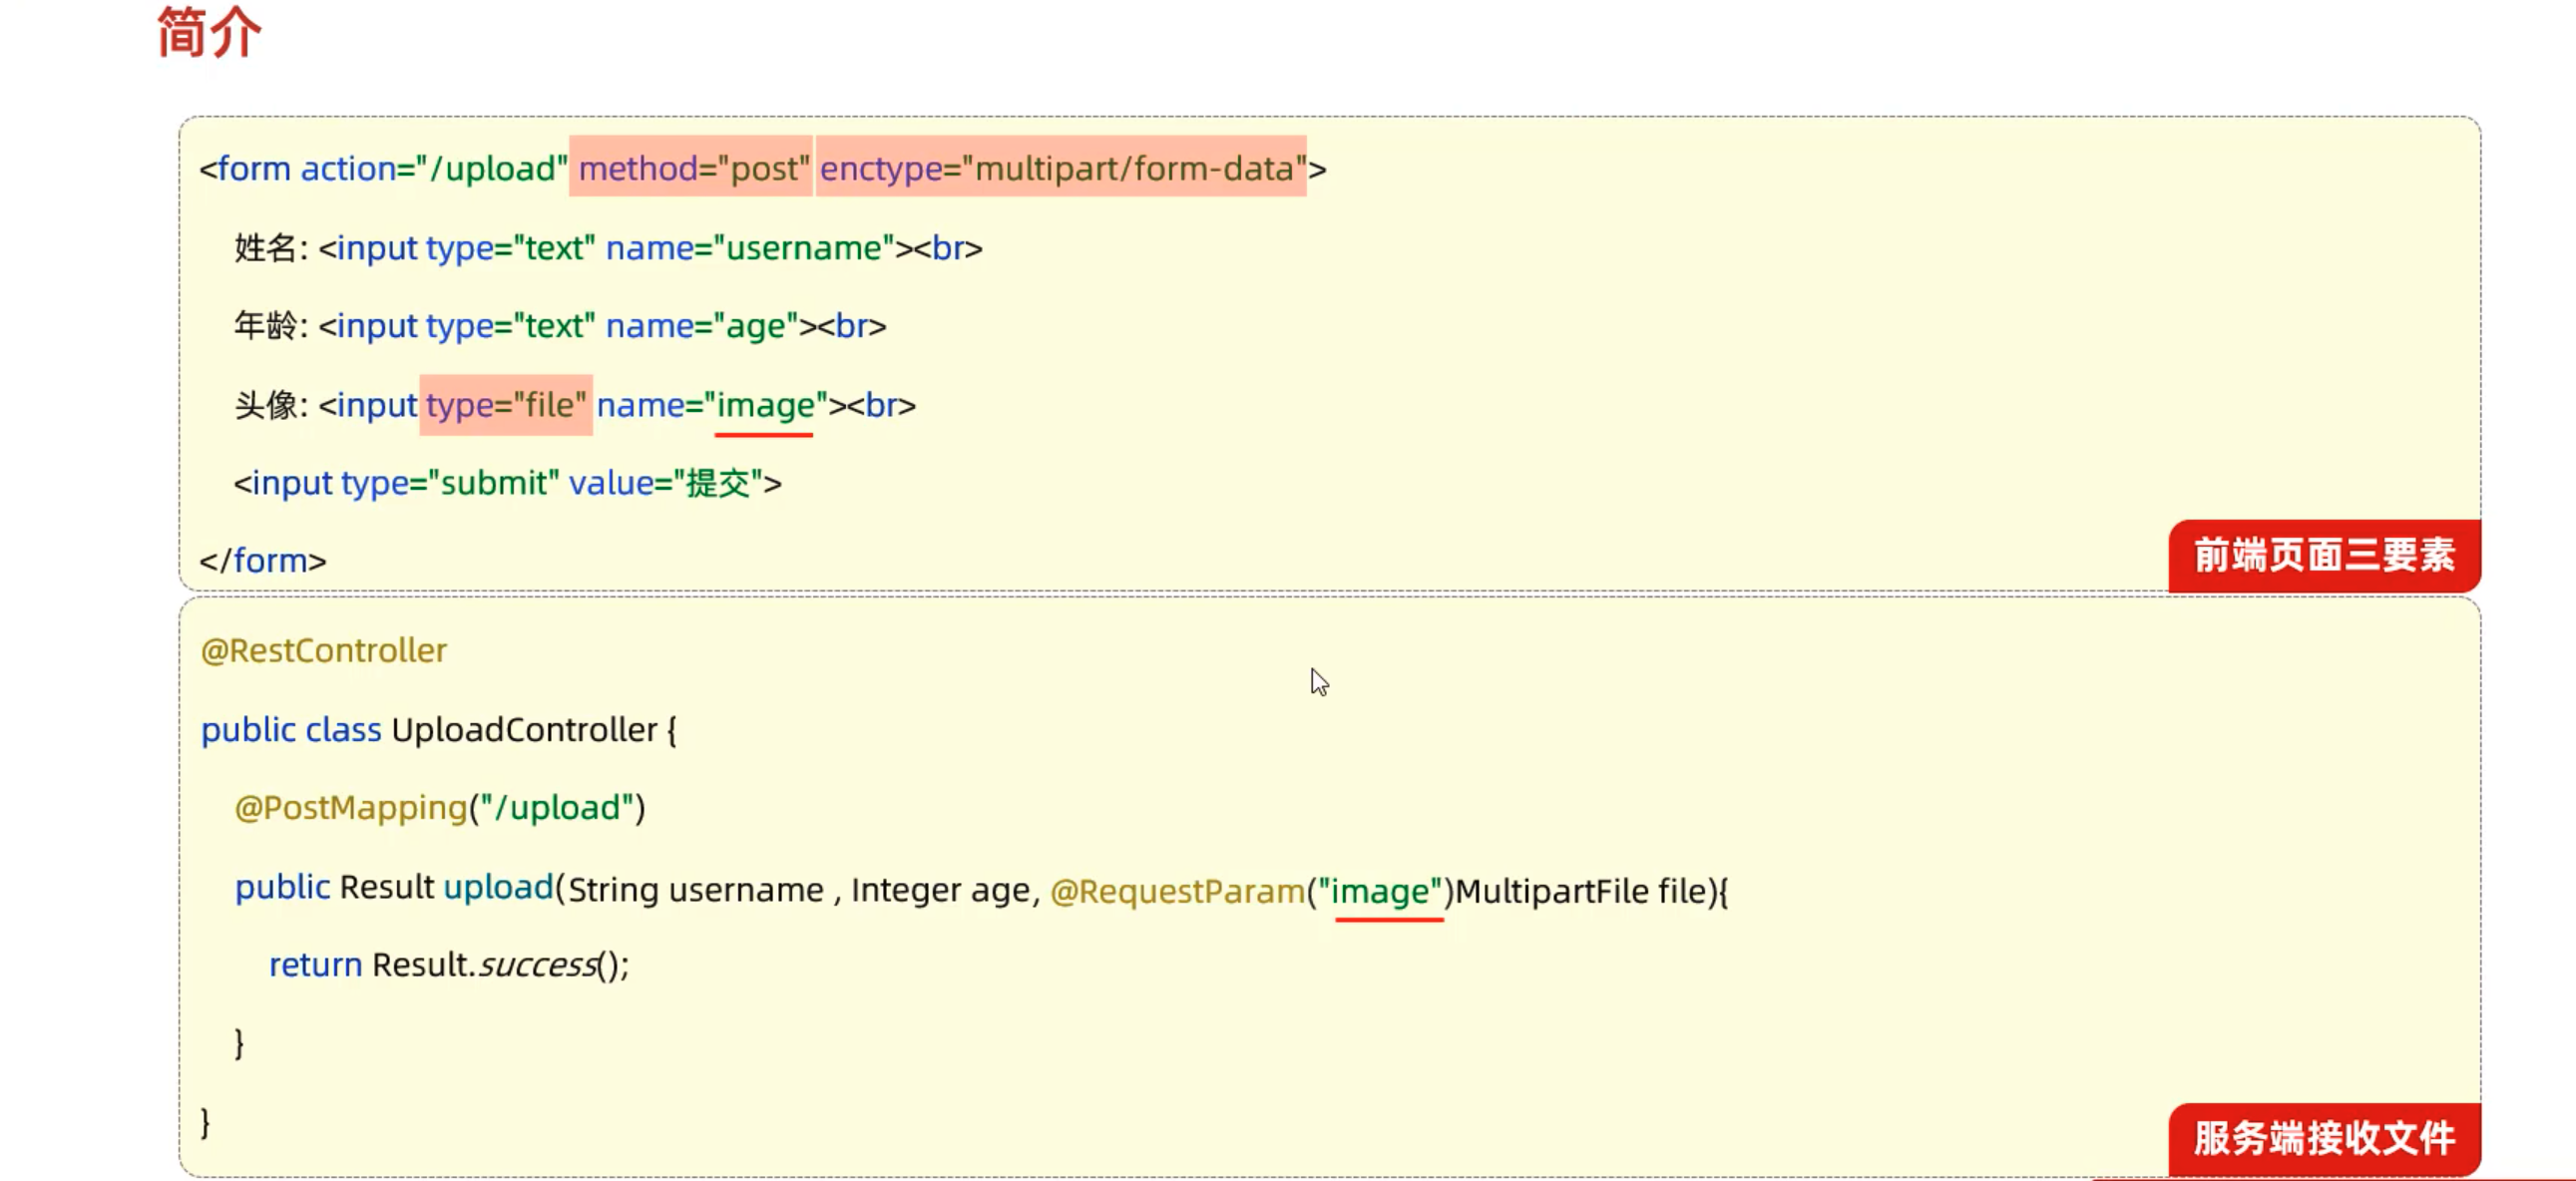 简介
<form action="/upload" method="post" enctype="multipart/form-data">
姓名: <input type="text" name="username"><br>
年龄: <input type="text" name="age"><br>
头像: <input type="file" name="image"><br>
<input type="submit" value="提交">
</form>
前端页面三要素
@RestController
public class UploadController {
@PostMapping("/upload")
public Result upload(String username , Integer age, @RequestParam("image")MultipartFile file){
return Result.success();
}
}
服务端接收文件